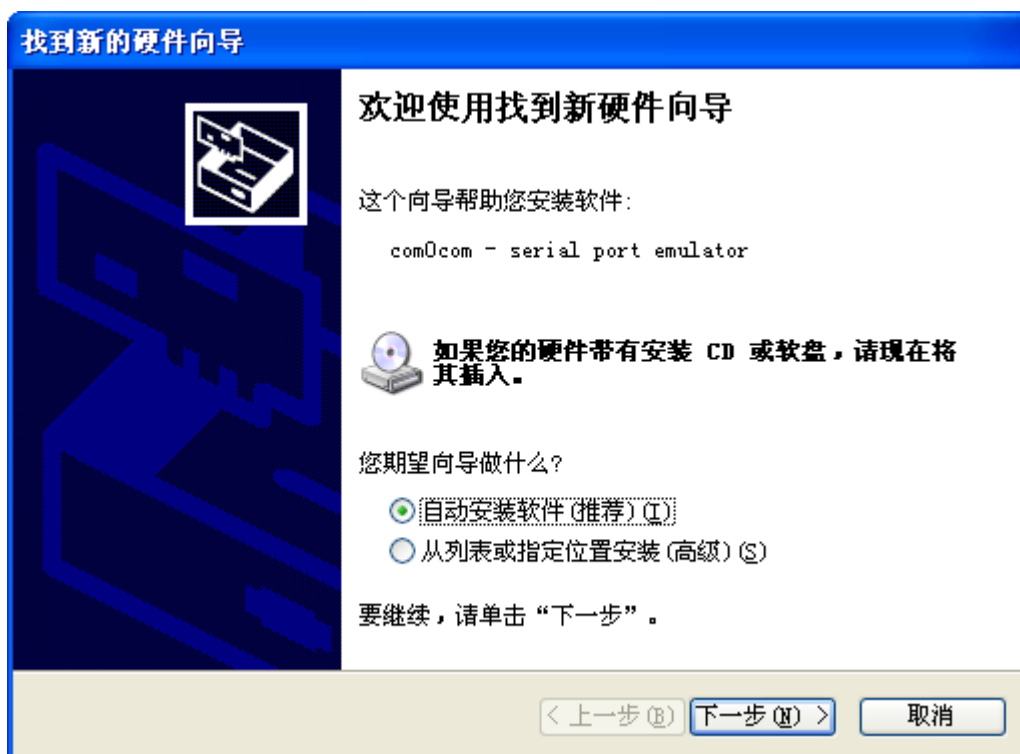 找到新的硬件向导
欢迎使用找到新硬件向导
这个向导帮助您安装软件:
com0com - serial port emulator
如果您的硬件带有安装 CD 或软盘，请现在将
其插入。
您期望向导做什么?
自动安装软件(推荐)(I)
从列表或指定位置安装(高级)(S)
要继续，请单击“下一步”。
< 上一步(B)
下一步(N) >
取消